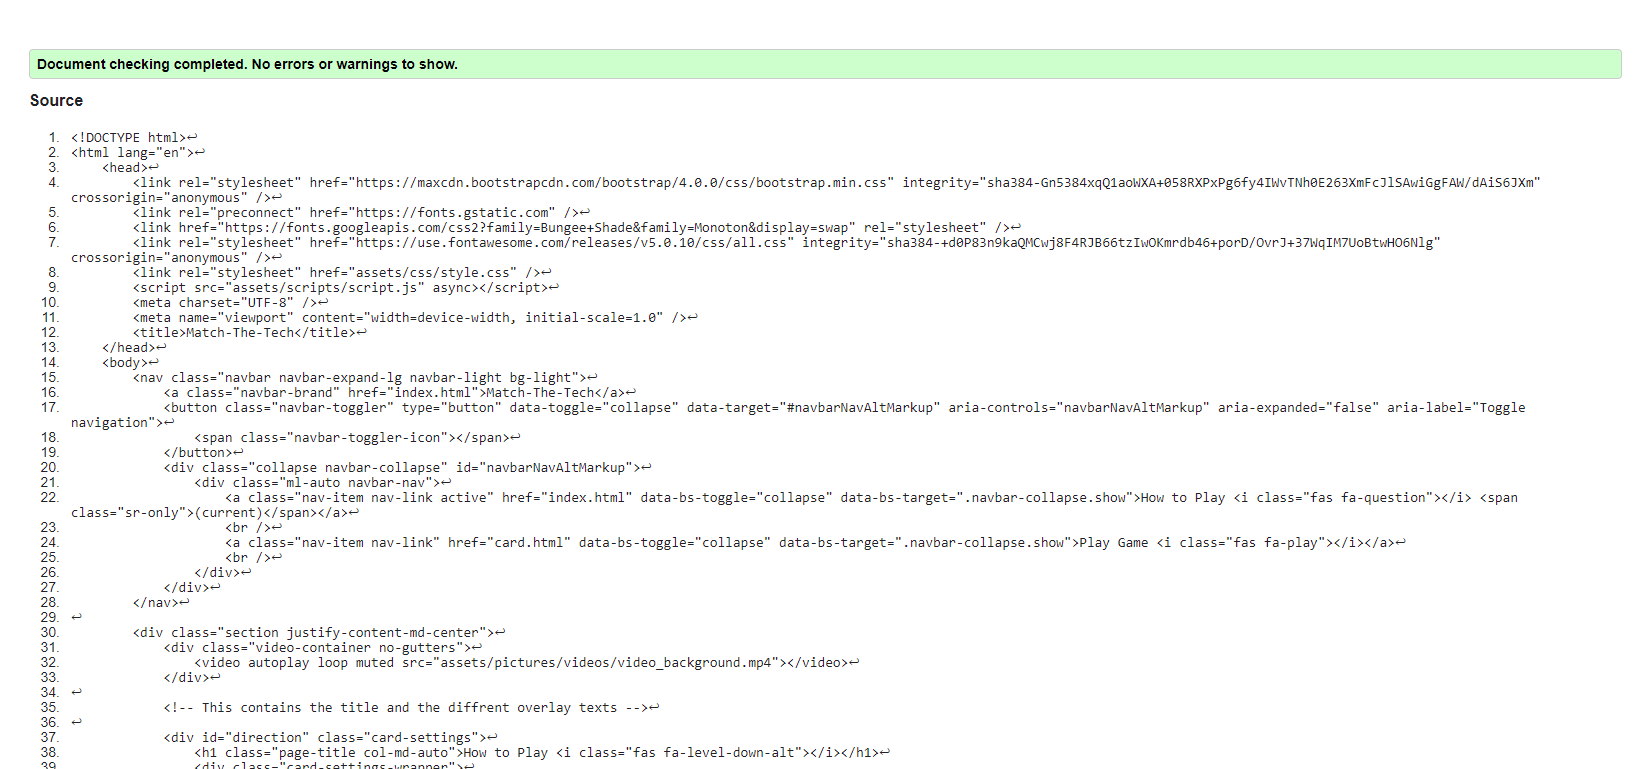 Document checking completed. No errors or warnings to show.
Source
1. <!DOCTYPE html>↩
2. <html lang="en">↩
3. <head>↩
4. <link rel="stylesheet" href="https://maxcdn.bootstrapcdn.com/bootstrap/4.0.0/css/bootstrap.min.css" integrity="sha384-Gn5384xqQ1aoWXA+058RXPxPg6fy4IWvTNh0E263XmFcJlSAwiGgFAW/dAiS6JXm"
crossorigin="anonymous" />↩
5. <link rel="preconnect" href="https://fonts.gstatic.com" />↩
6. <link href="https://fonts.googleapis.com/css2?family=Bungee+Shade&family=Monoton&display=swap" rel="stylesheet" />↩
7. <link rel="stylesheet" href="https://use.fontawesome.com/releases/v5.0.10/css/all.css" integrity="sha384-+d0P83n9kaQMCwj8F4RJB66tzIwOKmrdb46+porD/OvrJ+37WqIM7UoBtwHO6Nlg"
crossorigin="anonymous" />↩
8. <link rel="stylesheet" href="assets/css/style.css" />↩
9. <script src="assets/scripts/script.js" async></script>↩
10. <meta charset="UTF-8" />↩
11. <meta name="viewport" content="width=device-width, initial-scale=1.0" />↩
12. <title>Match-The-Tech</title>↩
13. </head>↩
14. <body>↩
15. <nav class="navbar navbar-expand-lg navbar-light bg-light">↩
16. <a class="navbar-brand" href="index.html">Match-The-Tech</a>↩
17. <button class="navbar-toggler" type="button" data-toggle="collapse" data-target="#navbarNavAltMarkup" aria-controls="navbarNavAltMarkup" aria-expanded="false" aria-label="Toggle
navigation">↩
18. <span class="navbar-toggler-icon"></span>↩
19. </button>↩
20. <div class="collapse navbar-collapse" id="navbarNavAltMarkup">↩
21. <div class="ml-auto navbar-nav">↩
22. <a class="nav-item nav-link active" href="index.html" data-bs-toggle="collapse" data-bs-target=".navbar-collapse.show">How to Play <i class="fas fa-question"></i> <span
class="sr-only">(current)</span></a>↩
23. <br />↩
24. <a class="nav-item nav-link" href="card.html" data-bs-toggle="collapse" data-bs-target=".navbar-collapse.show">Play Game <i class="fas fa-play"></i></a>↩
25. <br />↩
26. </div>↩
27. </div>↩
28. </nav>↩
29. ↩
30. <div class="section justify-content-md-center">↩
31. <div class="video-container no-gutters">↩
32. <video autoplay loop muted src="assets/pictures/videos/video_background.mp4"></video>↩
33. </div>↩
34. ↩
35. <!-- This contains the title and the diffrent overlay texts -->↩
36. ↩
37. <div id="direction" class="card-settings">↩
38. <h1 class="page-title col-md-auto">How to Play <i class="fas fa-level-down-alt"></i></h1>↩
39. <div class="card-settings-wrapper">↩